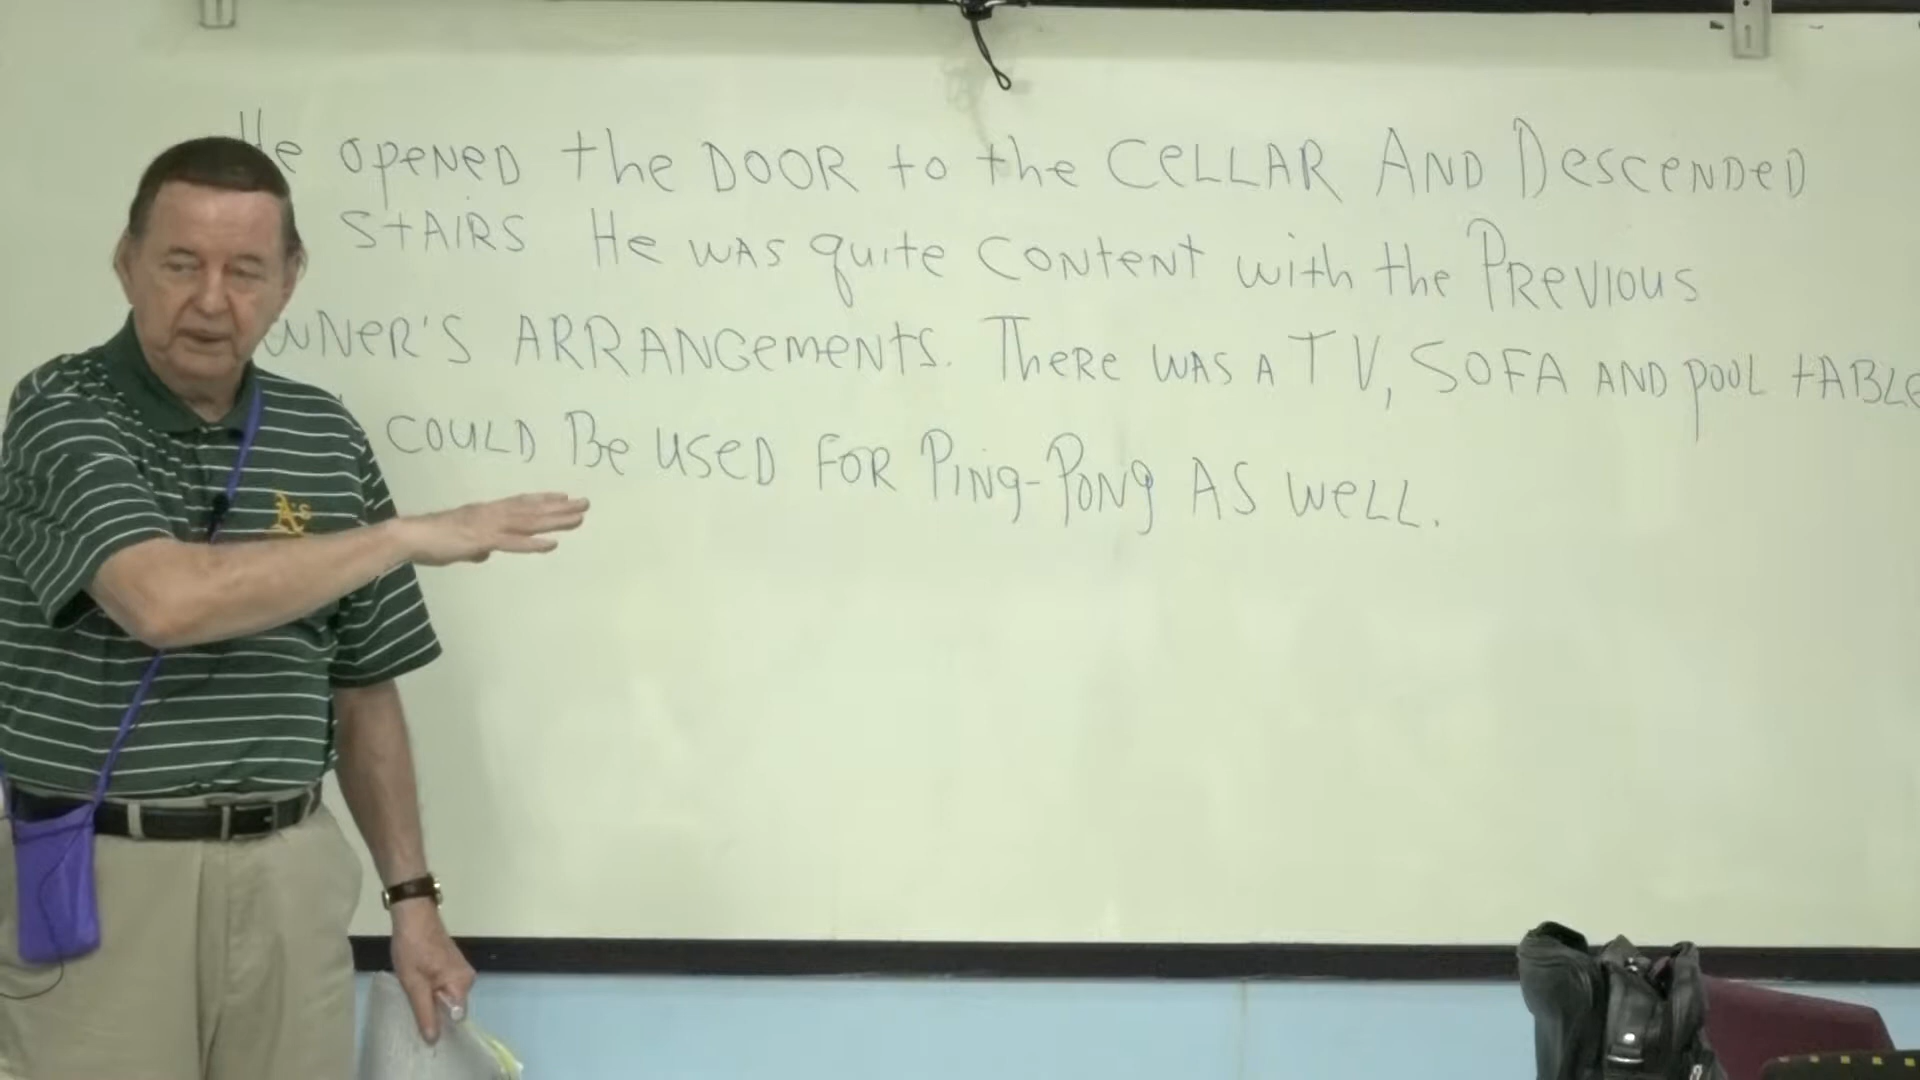 He opeNeD the DOOR to the CeLLAR AND DesceNDeD
StAIRS He WAS quite CONteNt with the PReVIOUS
WNeR'S ARRANGemeNts. TheRe WAS A TV, SOFA AND pOOL tABLe
COULD Be USeD FOR PiNg-PoNg AS WeLL.
A's